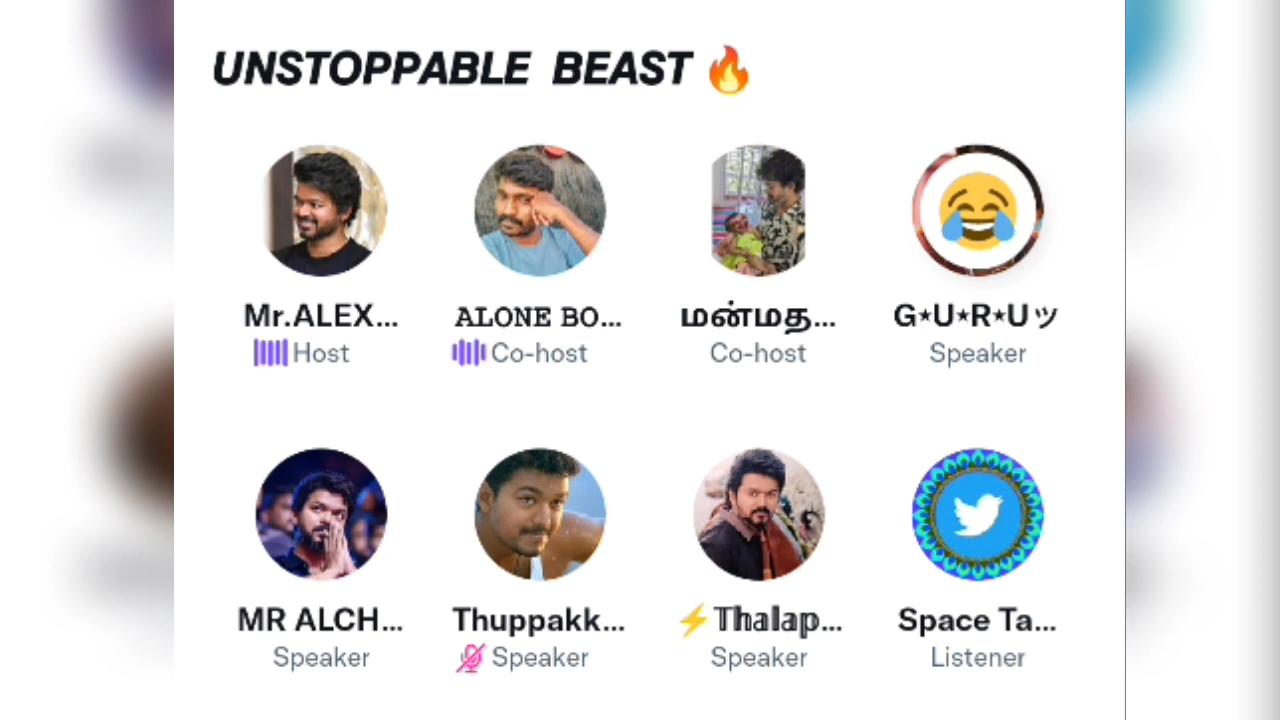 UNSTOPPABLE BEAST 🔥
Mr.ALEX... ALONE BO... மன்மத... G⋆U⋆R⋆Uッ
Host Co-host Co-host Speaker
MR ALCH... Thuppakk... ⚡𝕋𝕙𝕒𝕝𝕒𝕡... Space Ta...
Speaker Speaker Speaker Listener